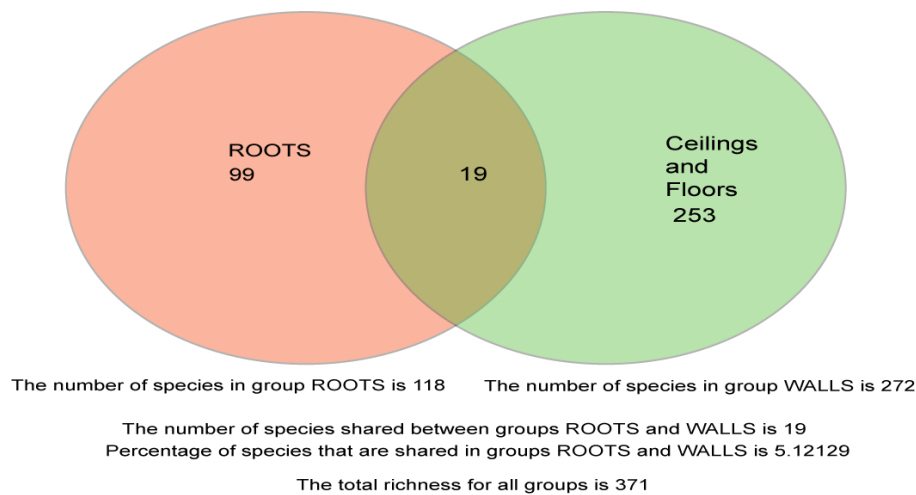 ROOTS
99
19
Ceilings
and
Floors
253
The number of species in group ROOTS is 118
The number of species in group WALLS is 272
The number of species shared between groups ROOTS and WALLS is 19
Percentage of species that are shared in groups ROOTS and WALLS is 5.12129
The total richness for all groups is 371